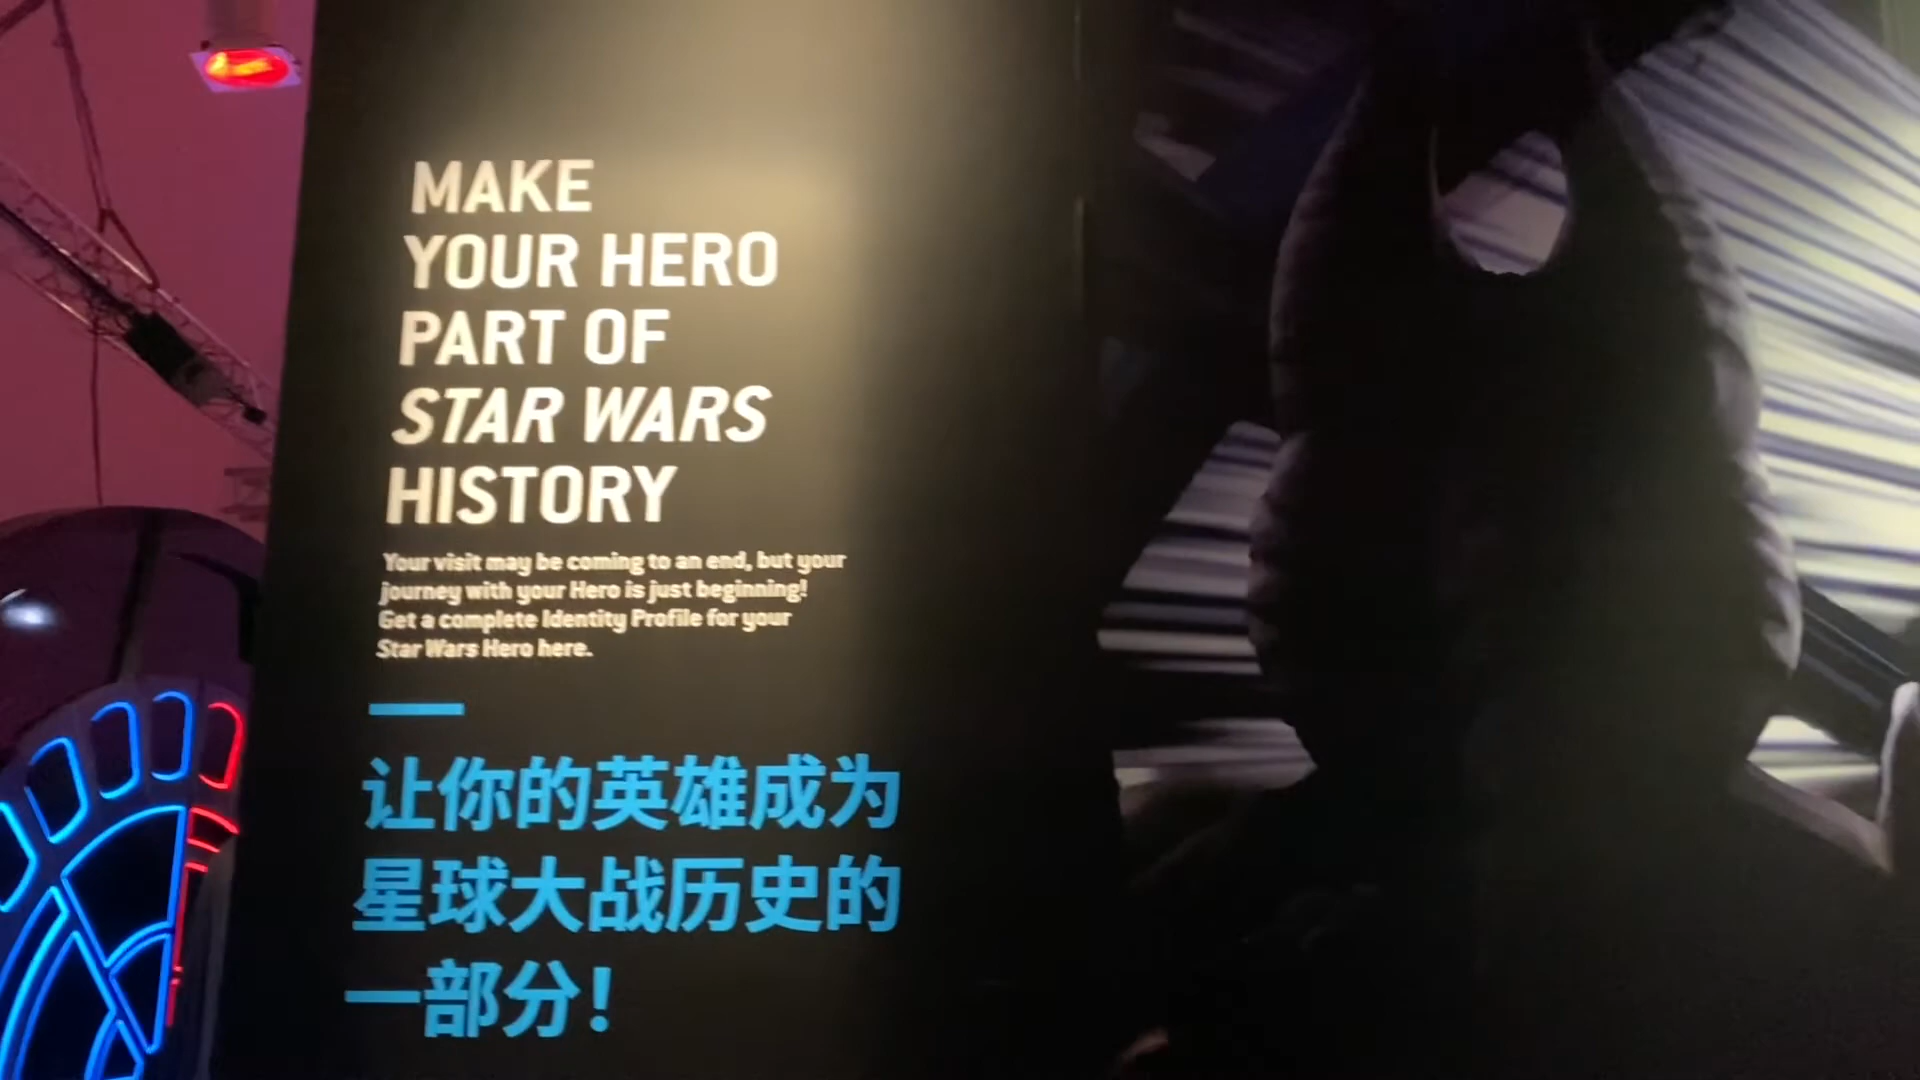 MAKE
YOUR HERO
PART OF
STAR WARS
HISTORY
Your visit may be coming to an end, but your
journey with your Hero is just beginning!
Get a complete Identity Profile for your
Star Wars Hero here.
让你的英雄成为
星球大战历史的
一部分!